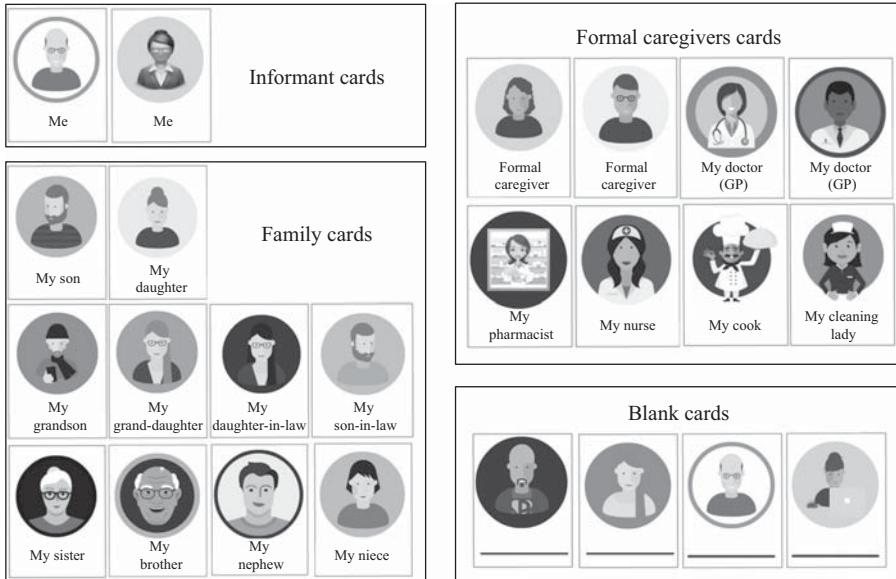 Informant cards
Me
Me
Family cards
My son
My
daughter
My
grandson
My
grand-daughter
My
daughter-in-law
My
son-in-law
My sister
My
brother
My
nephew
My niece
Formal caregivers cards
Formal
caregiver
Formal
caregiver
My doctor
(GP)
My doctor
(GP)
My
pharmacist
My nurse
My cook
My cleaning
lady
Blank cards